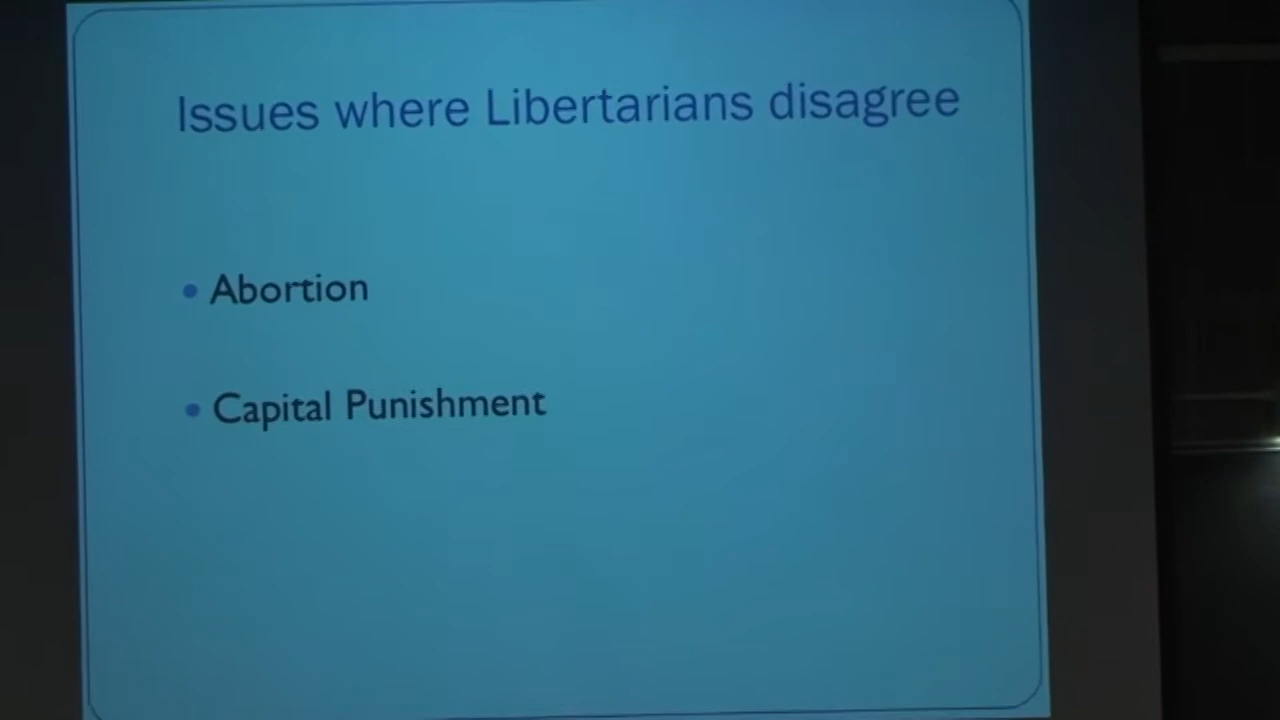 Issues where Libertarians disagree
• Abortion
• Capital Punishment